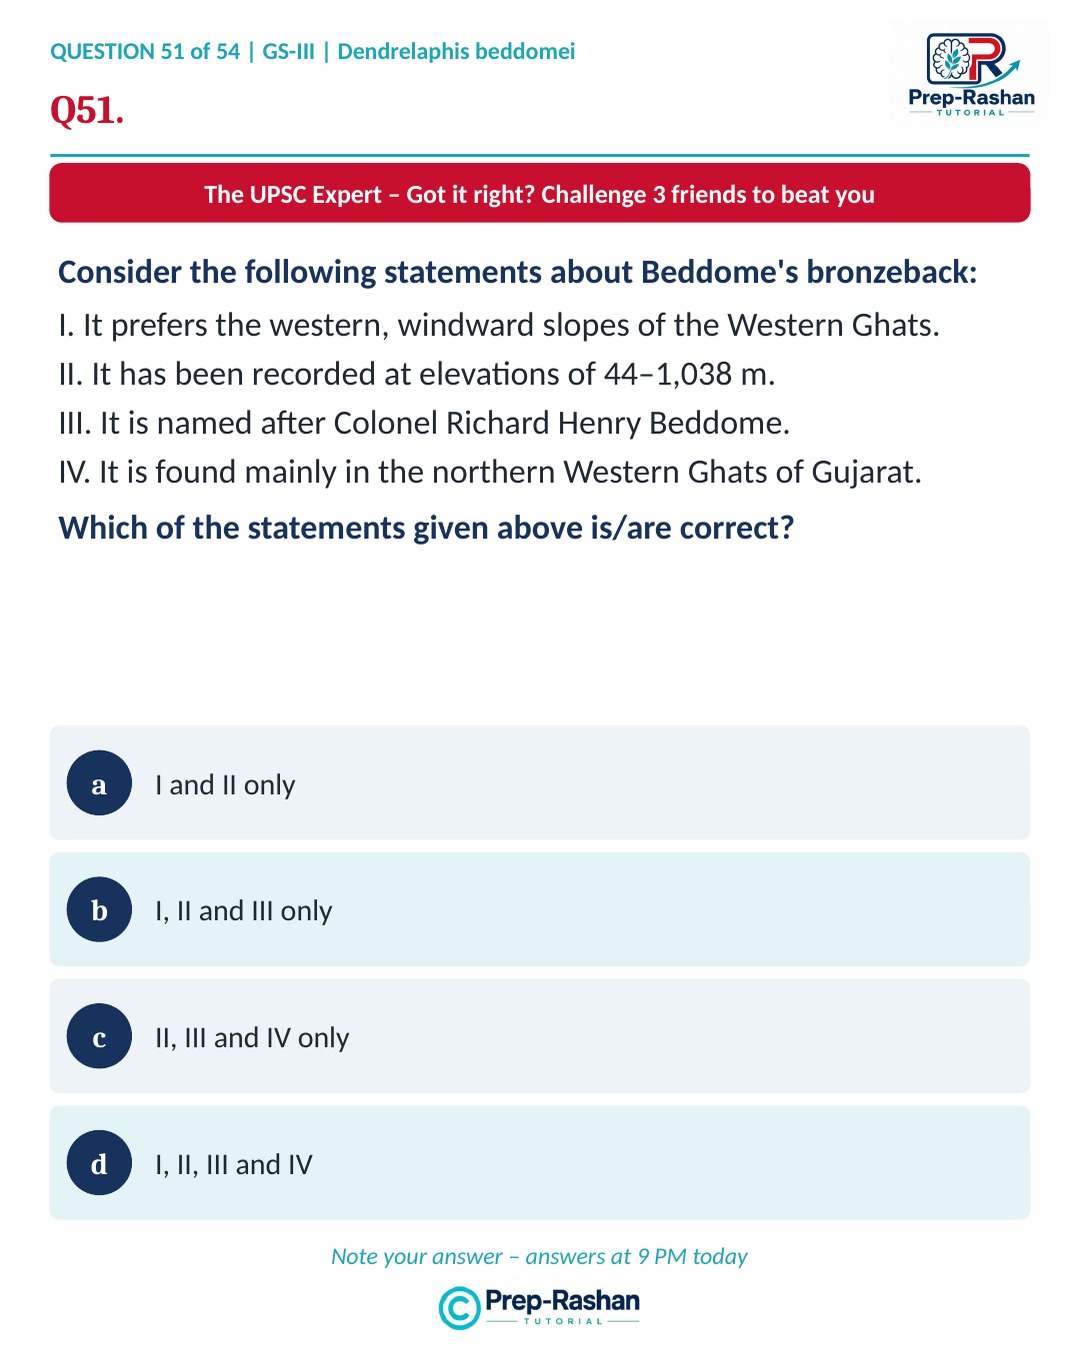 QUESTION 51 of 54 | GS-III | Dendrelaphis beddomei
Prep-Rashan
TUTORIAL
Q51.
The UPSC Expert – Got it right? Challenge 3 friends to beat you
Consider the following statements about Beddome's bronzeback:
I. It prefers the western, windward slopes of the Western Ghats.
II. It has been recorded at elevations of 44–1,038 m.
III. It is named after Colonel Richard Henry Beddome.
IV. It is found mainly in the northern Western Ghats of Gujarat.
Which of the statements given above is/are correct?
a I and II only
b I, II and III only
c II, III and IV only
d I, II, III and IV
Note your answer – answers at 9 PM today
© Prep-Rashan
TUTORIAL